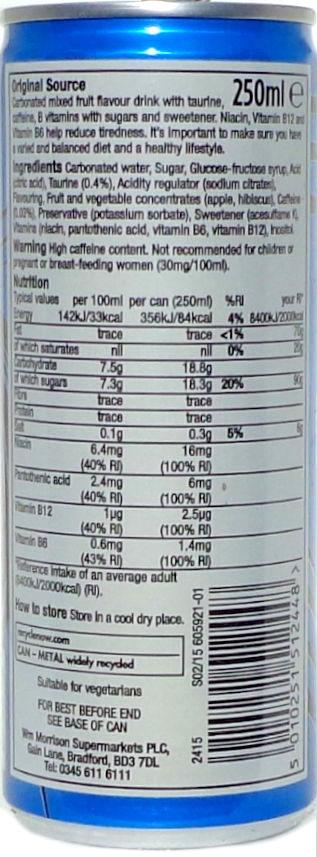 Original Source
250ml e
Carbonated mixed fruit flavour drink with taurine,
caffeine, B vitamins with sugars and sweetener. Niacin, Vitamin B12 and
Vitamin B6 help reduce tiredness. It's important to make sure you have
a varied and balanced diet and a healthy lifestyle.
Ingredients Carbonated water, Sugar, Glucose-fructose syrup, Acid
(citric acid), Taurine (0.4%), Acidity regulator (sodium citrates),
Flavouring, Fruit and vegetable concentrates (apple, hibiscus), Caffeine
(0.03%), Preservative (potassium sorbate), Sweetener (acesulfame K),
Vitamins (niacin, pantothenic acid, vitamin B6, vitamin B12), Inositol.
Warning High caffeine content. Not recommended for children or
pregnant or breast-feeding women (30mg/100ml).
Nutrition
Typical values per 100ml per can (250ml) %RI your RI*
Energy 142kJ/33kcal 356kJ/84kcal 4% 8400kJ/2000kcal
Fat trace trace <1% 70g
of which saturates nil nil 0% 20g
Carbohydrate 7.5g 18.8g
of which sugars 7.3g 18.3g 20% 90g
Fibre trace trace
Protein trace trace
Salt 0.1g 0.3g 5% 6g
Niacin 6.4mg 16mg
(40% RI) (100% RI)
Pantothenic acid 2.4mg 6mg
(40% RI) (100% RI)
Vitamin B12 1µg 2.5µg
(40% RI) (100% RI)
Vitamin B6 0.6mg 1.4mg
(43% RI) (100% RI)
*Reference intake of an average adult
(8400kJ/2000kcal) (RI).
How to store Store in a cool dry place.
recyclenow.com
CAN - METAL widely recycled
Suitable for vegetarians
FOR BEST BEFORE END
SEE BASE OF CAN
Wm Morrison Supermarkets PLC,
Gain Lane, Bradford, BD3 7DL
Tel: 0345 611 6111
2415 S02/15 605921-01
5 010251 512448 >